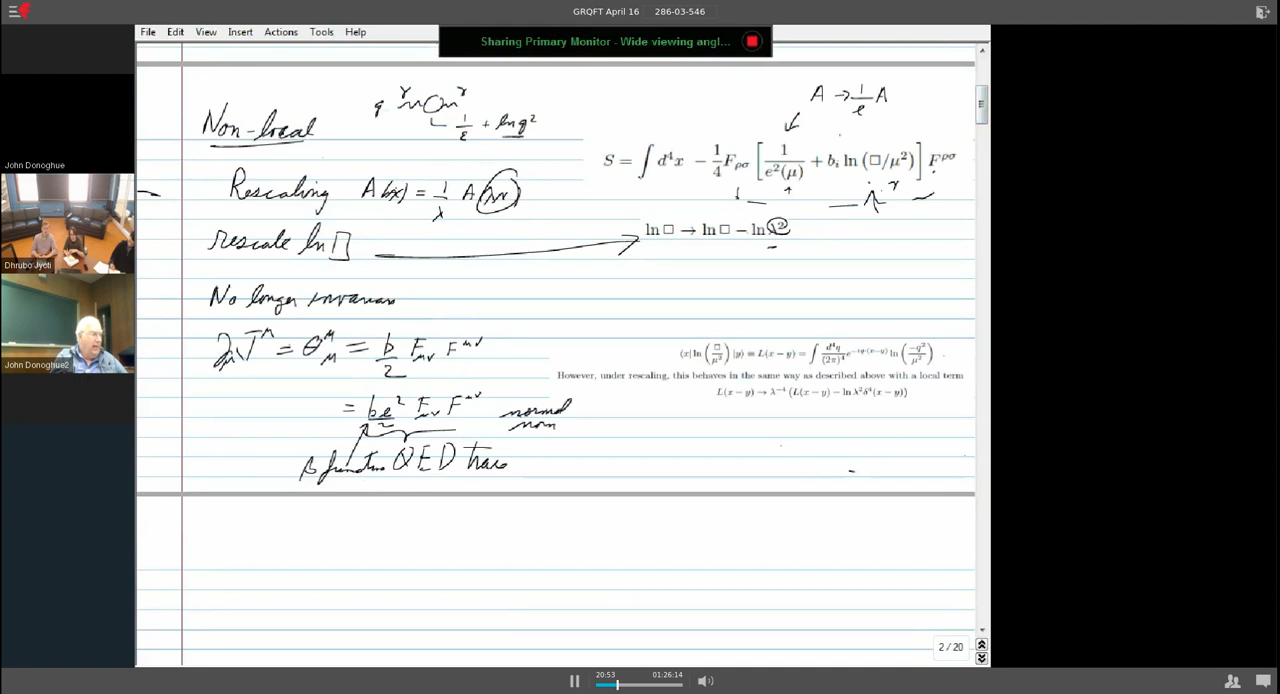 GRQFT April 16 286-03-546
File Edit View Insert Actions Tools Help
Sharing Primary Monitor - Wide viewing angl...
Non-local
q γ γ
1/ε + ln q²
A → 1/e A
S = ∫ d⁴x − 1/4 F_ρσ [ 1/e²(μ) + b_i ln (□/μ²) ] F^ρσ
Rescaling A(x) = 1/λ A
rescale ln □
ln □ → ln □ − ln λ²
No longer invarian
∂_μ J^μ = θ^μ_μ = b/2 F_μν F^μν
⟨x| ln (□/μ²) |y⟩ ≡ L(x − y) = ∫ d⁴q/(2π)⁴ e^{−iq·(x−y)} ln (−q²/μ²)
However, under rescaling, this behaves in the same way as described above with a local term
L(x − y) → λ⁻⁴ (L(x − y) − ln λ² δ⁴(x − y))
= be²/2 F_μν F^μν normal norm
β function QED trace
John Donoghue
Dhrubo Jyoti
John Donoghue2
2 / 20
20:53 01:26:14